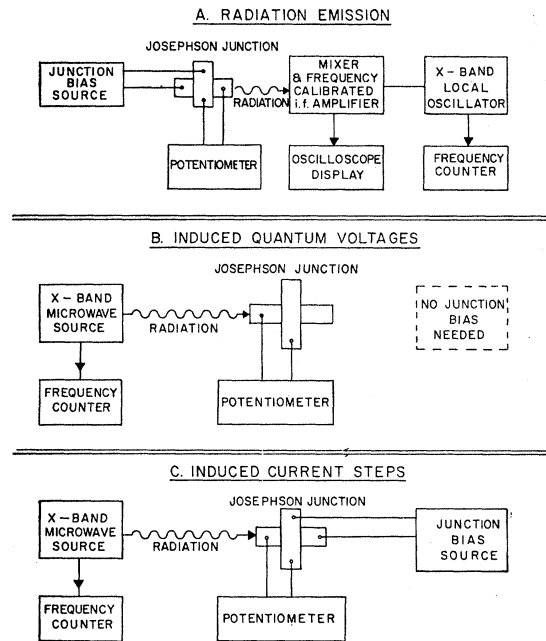 A. RADIATION EMISSION
JOSEPHSON JUNCTION
JUNCTION
BIAS
SOURCE
RADIATION
MIXER
& FREQUENCY
CALIBRATED
i.f. AMPLIFIER
X-BAND
LOCAL
OSCILLATOR
POTENTIOMETER
OSCILLOSCOPE
DISPLAY
FREQUENCY
COUNTER
B. INDUCED QUANTUM VOLTAGES
JOSEPHSON JUNCTION
X-BAND
MICROWAVE
SOURCE
RADIATION
NO JUNCTION
BIAS
NEEDED
FREQUENCY
COUNTER
POTENTIOMETER
C. INDUCED CURRENT STEPS
JOSEPHSON JUNCTION
X-BAND
MICROWAVE
SOURCE
RADIATION
JUNCTION
BIAS
SOURCE
FREQUENCY
COUNTER
POTENTIOMETER